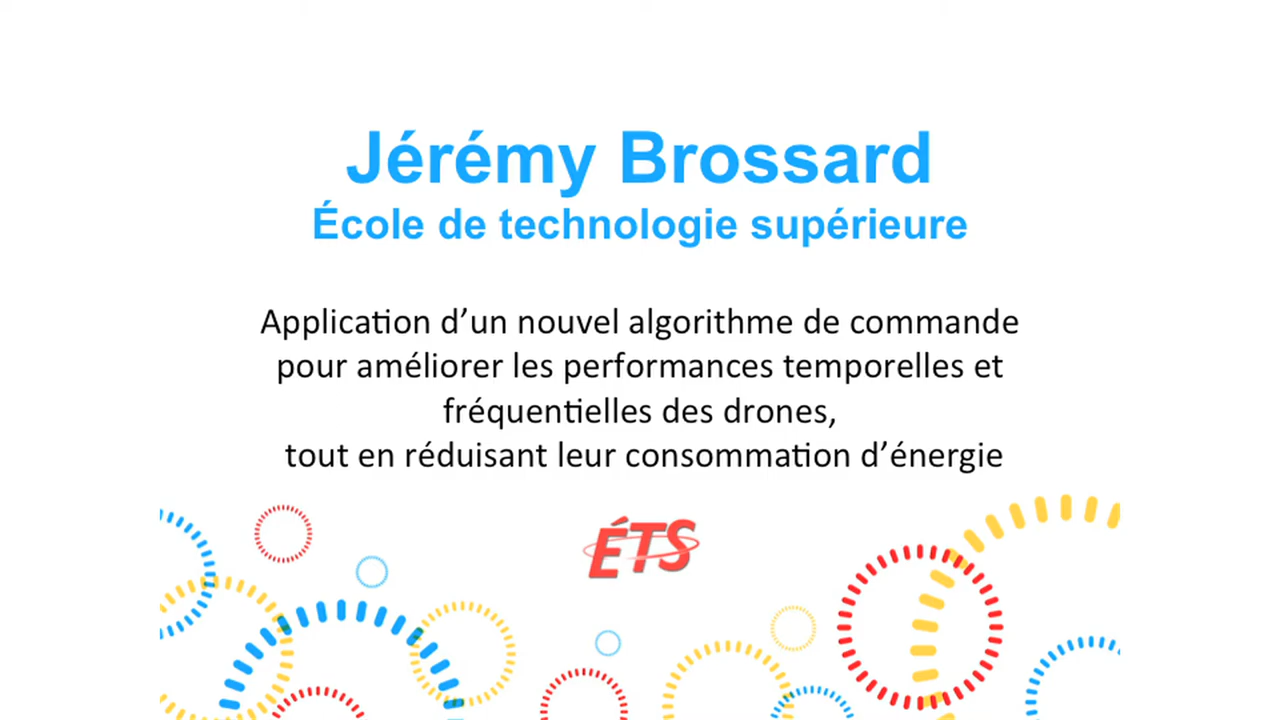 Jérémy Brossard
École de technologie supérieure
Application d’un nouvel algorithme de commande
pour améliorer les performances temporelles et
fréquentielles des drones,
tout en réduisant leur consommation d’énergie
ÉTS